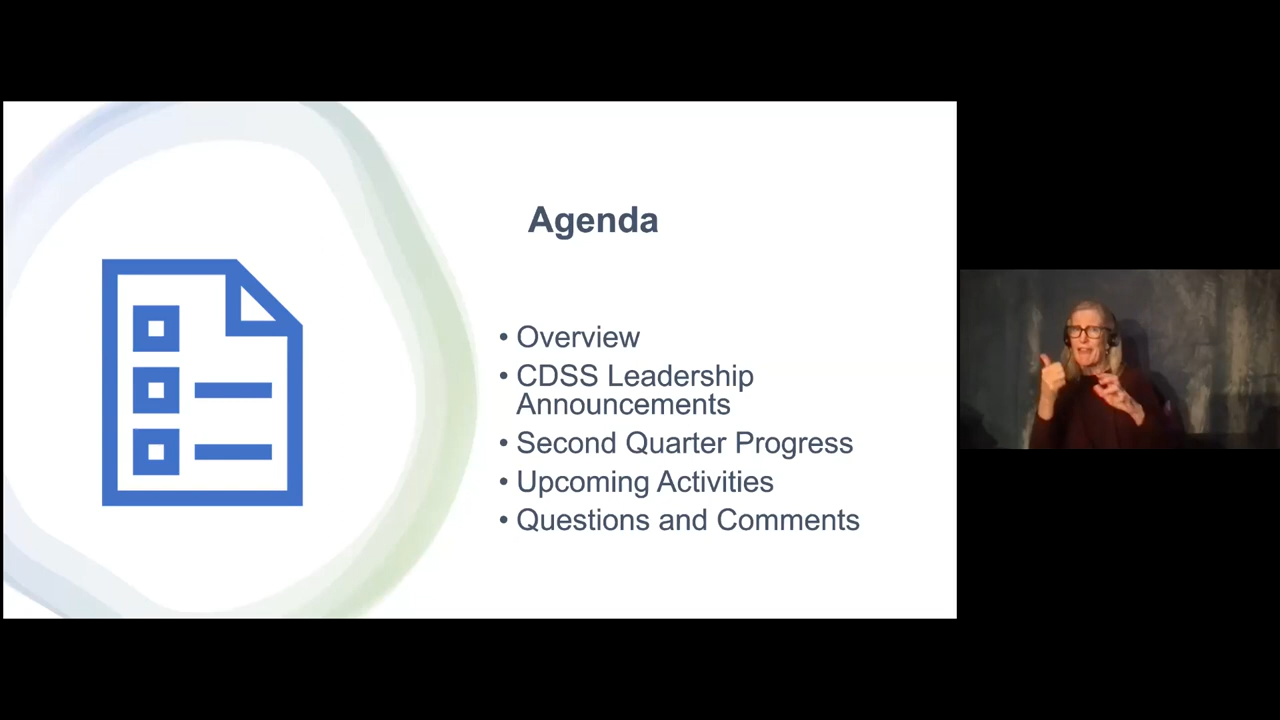 Agenda
• Overview
• CDSS Leadership
Announcements
• Second Quarter Progress
• Upcoming Activities
• Questions and Comments